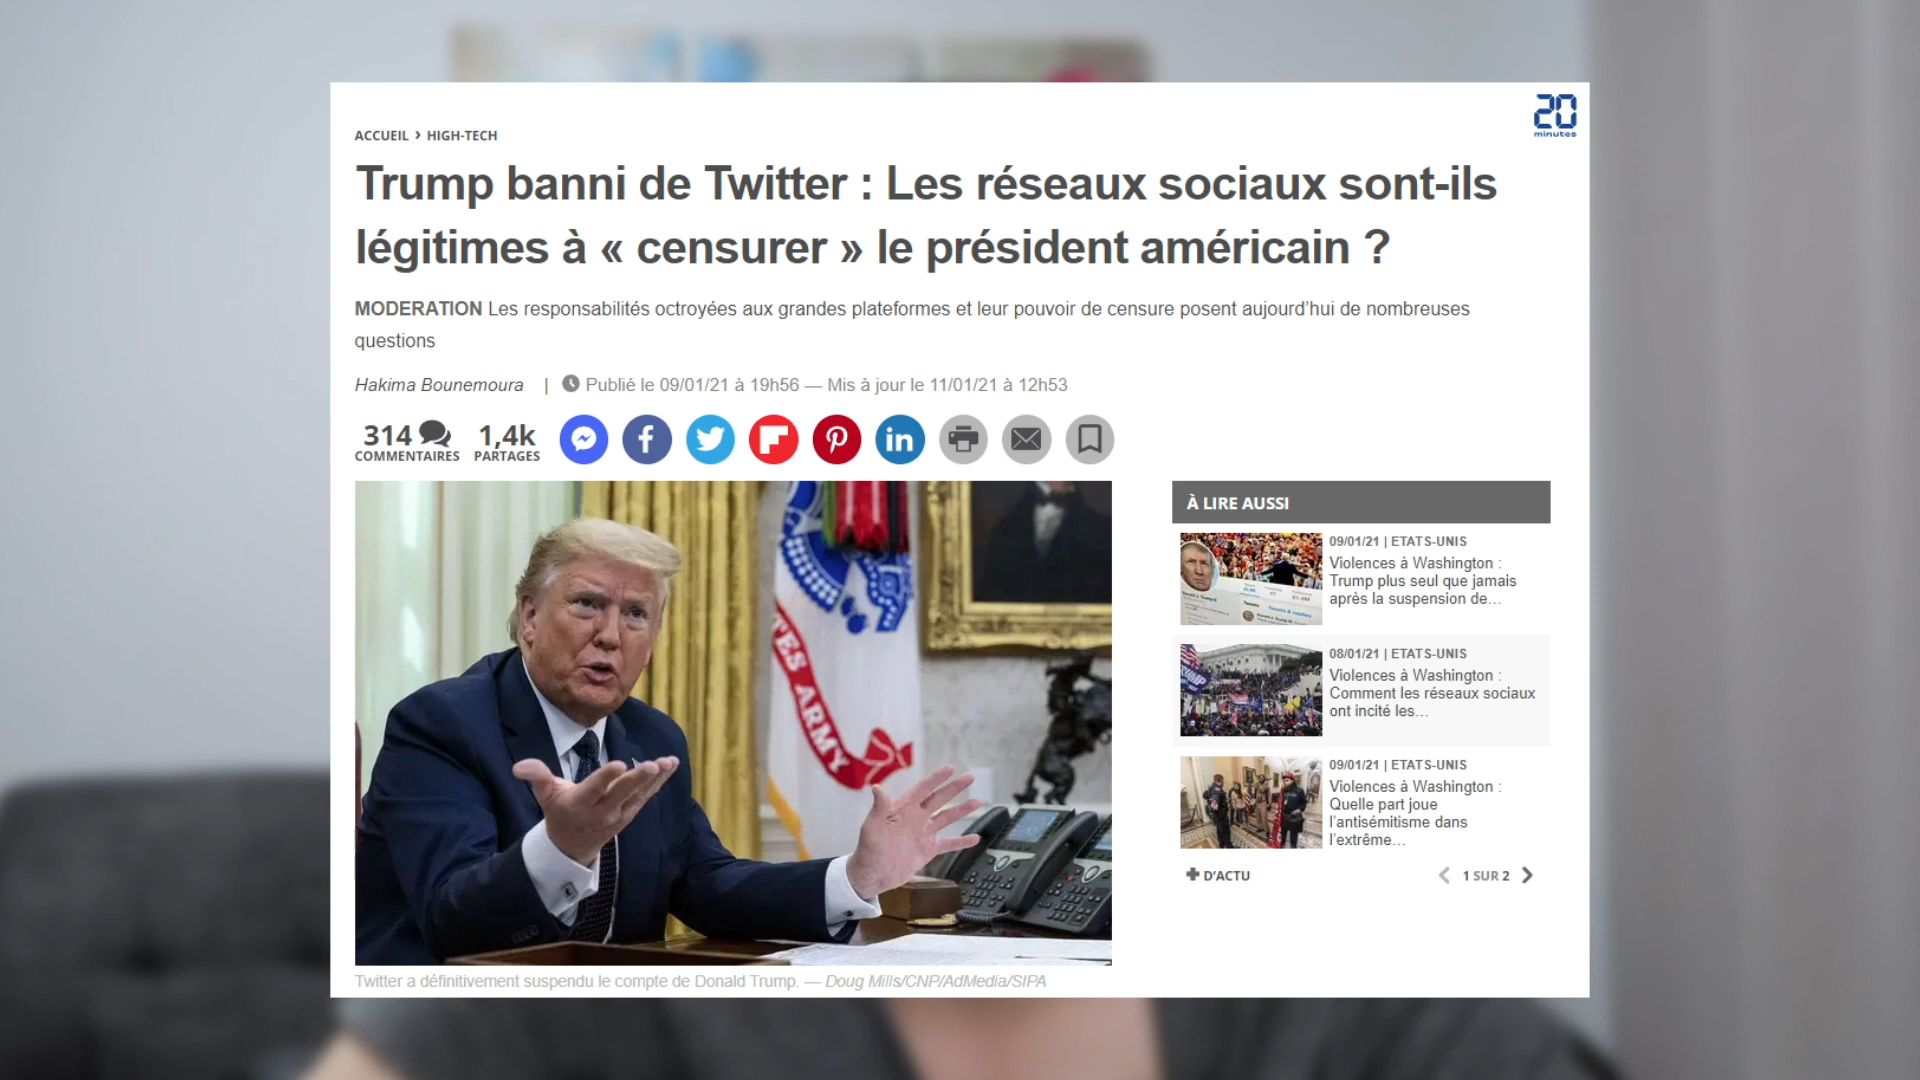 20
minutes
ACCUEIL › HIGH-TECH
Trump banni de Twitter : Les réseaux sociaux sont-ils
légitimes à « censurer » le président américain ?
MODERATION Les responsabilités octroyées aux grandes plateformes et leur pouvoir de censure posent aujourd'hui de nombreuses
questions
Hakima Bounemoura | Publié le 09/01/21 à 19h56 — Mis à jour le 11/01/21 à 12h53
314 1,4k
COMMENTAIRES PARTAGES
TES ARMY
Twitter a définitivement suspendu le compte de Donald Trump. — Doug Mills/CNP/AdMedia/SIPA
À LIRE AUSSI
09/01/21 | ETATS-UNIS
Violences à Washington :
Trump plus seul que jamais
après la suspension de…
08/01/21 | ETATS-UNIS
Violences à Washington :
Comment les réseaux sociaux
ont incité les…
09/01/21 | ETATS-UNIS
Violences à Washington :
Quelle part joue
l'antisémitisme dans
l'extrême…
+ D'ACTU
1 SUR 2